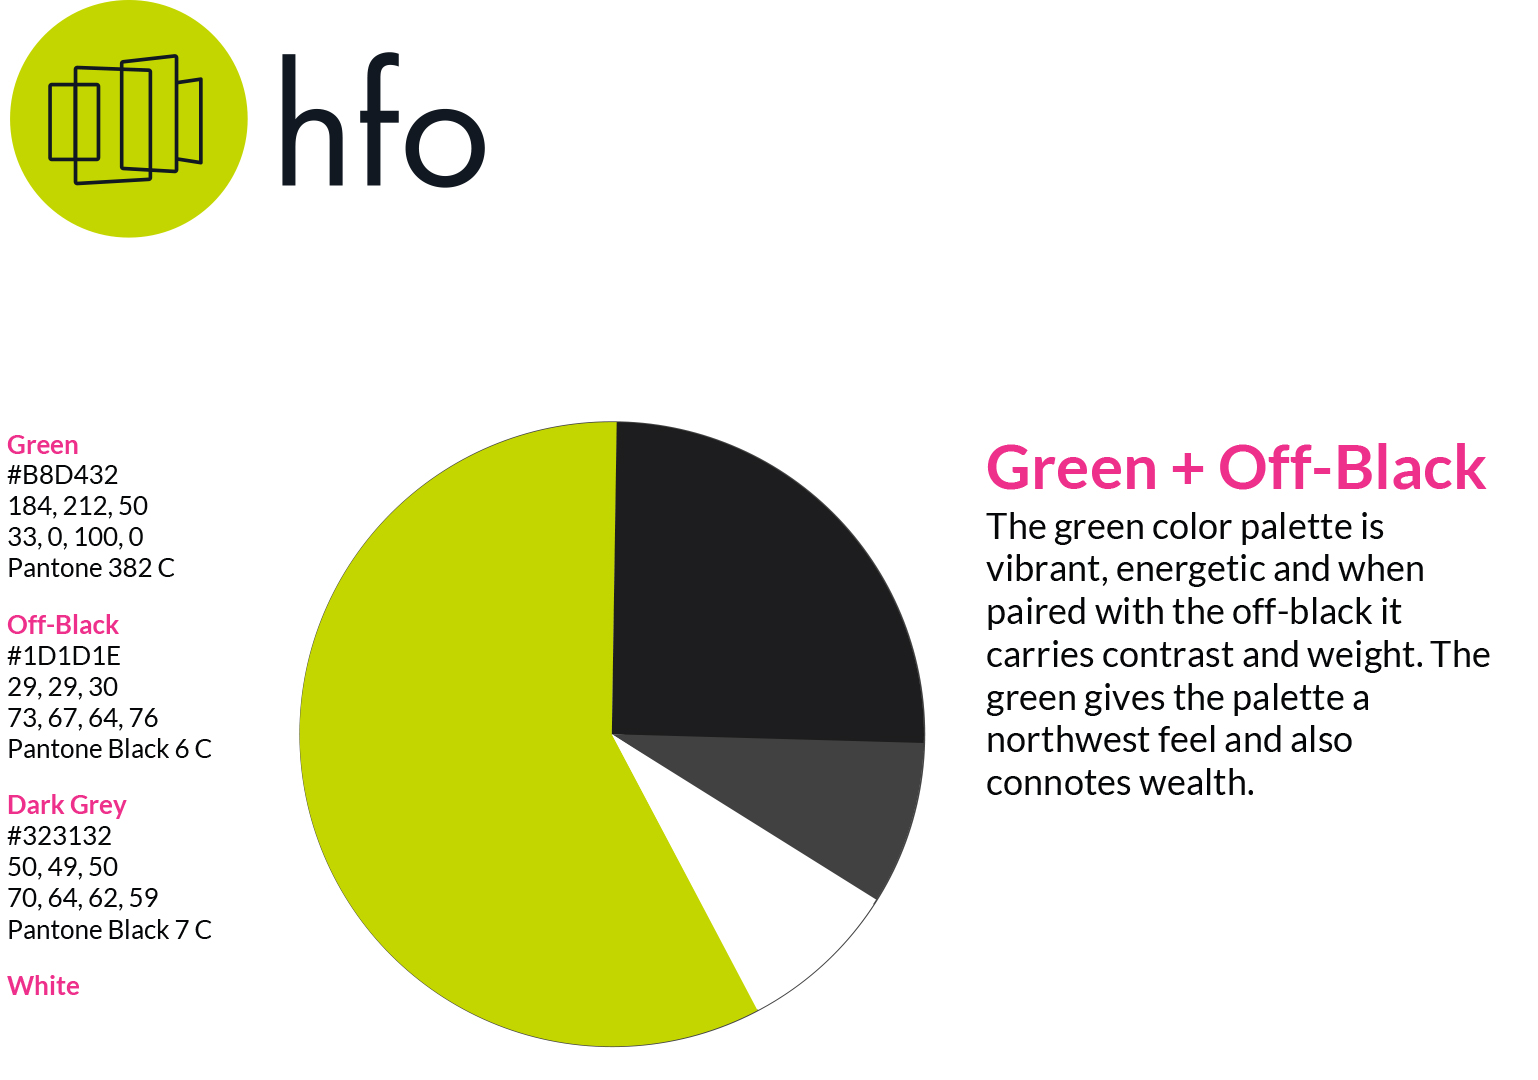 hfo
Green
#B8D432
184, 212, 50
33, 0, 100, 0
Pantone 382 C
Off-Black
#1D1D1E
29, 29, 30
73, 67, 64, 76
Pantone Black 6 C
Dark Grey
#323132
50, 49, 50
70, 64, 62, 59
Pantone Black 7 C
White
Green + Off-Black
The green color palette is
vibrant, energetic and when
paired with the off-black it
carries contrast and weight. The
green gives the palette a
northwest feel and also
connotes wealth.